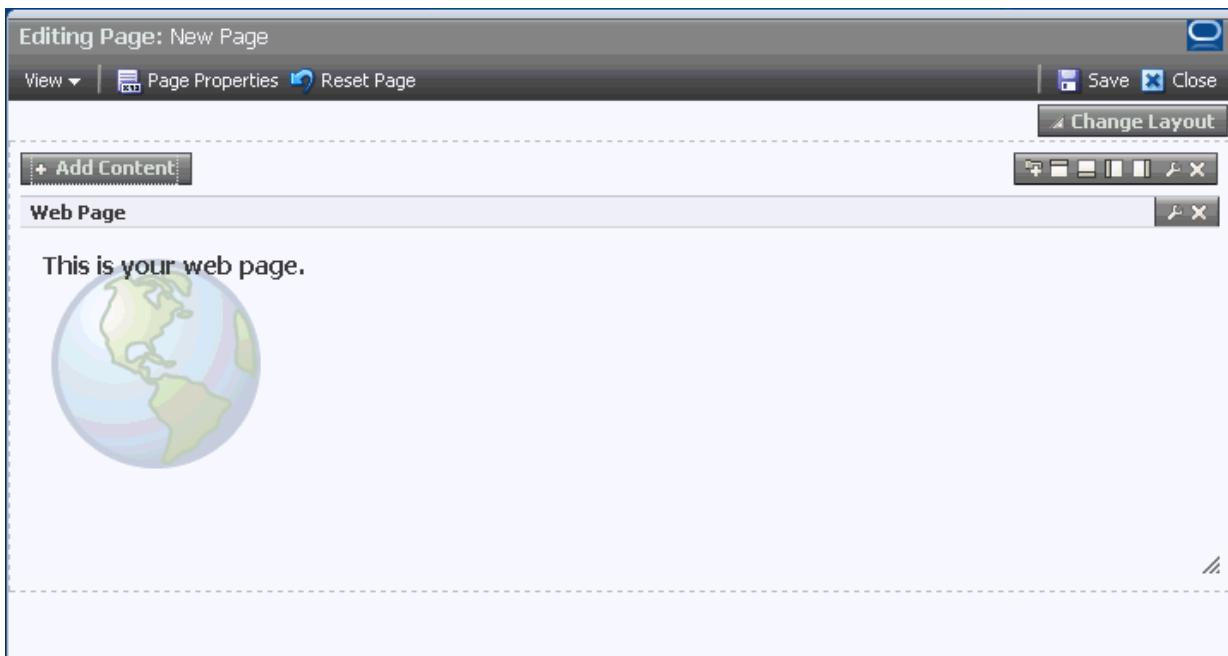 Editing Page: New Page
View Page Properties Reset Page Save Close
Change Layout
+ Add Content
Web Page
This is your web page.